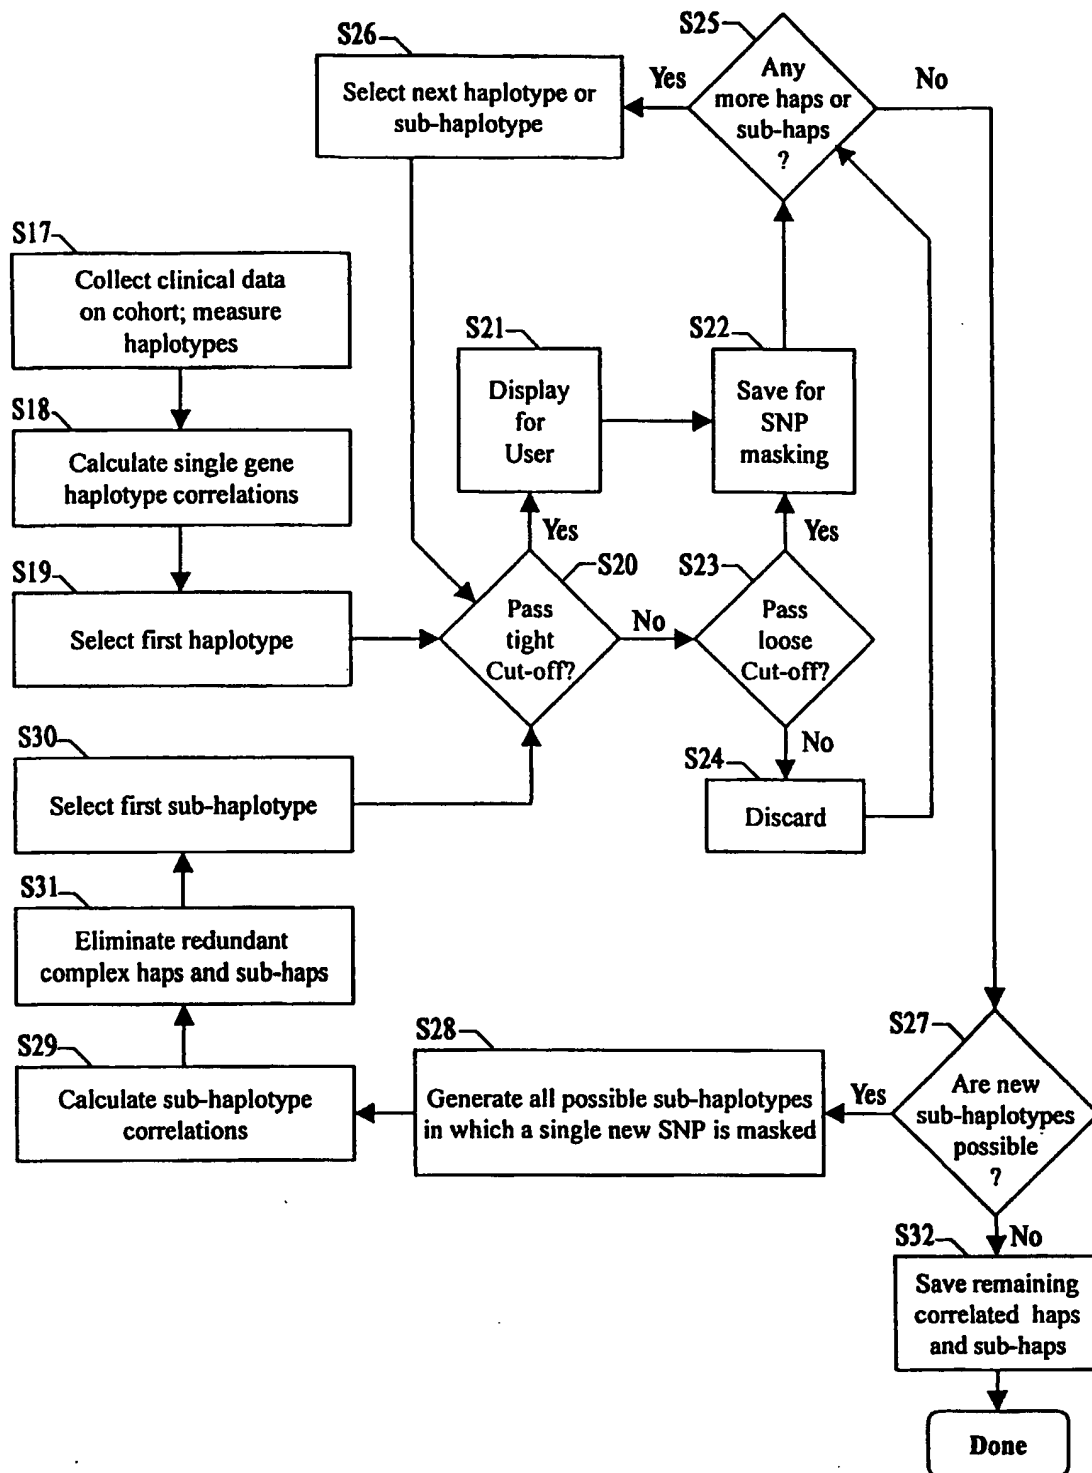 S26
Select next haplotype or
sub-haplotype
Yes
S25
Any
more haps or
sub-haps
?
No
S17
Collect clinical data
on cohort; measure
haplotypes
S18
Calculate single gene
haplotype correlations
S19
Select first haplotype
S21
Display
for
User
S22
Save for
SNP
masking
Yes
Yes
S20
Pass
tight
Cut-off?
No
S23
Pass
loose
Cut-off?
No
S24
Discard
S30
Select first sub-haplotype
S31
Eliminate redundant
complex haps and sub-haps
S29
Calculate sub-haplotype
correlations
S28
Generate all possible sub-haplotypes
in which a single new SNP is masked
Yes
S27
Are new
sub-haplotypes
possible
?
No
S32
Save remaining
correlated haps
and sub-haps
Done